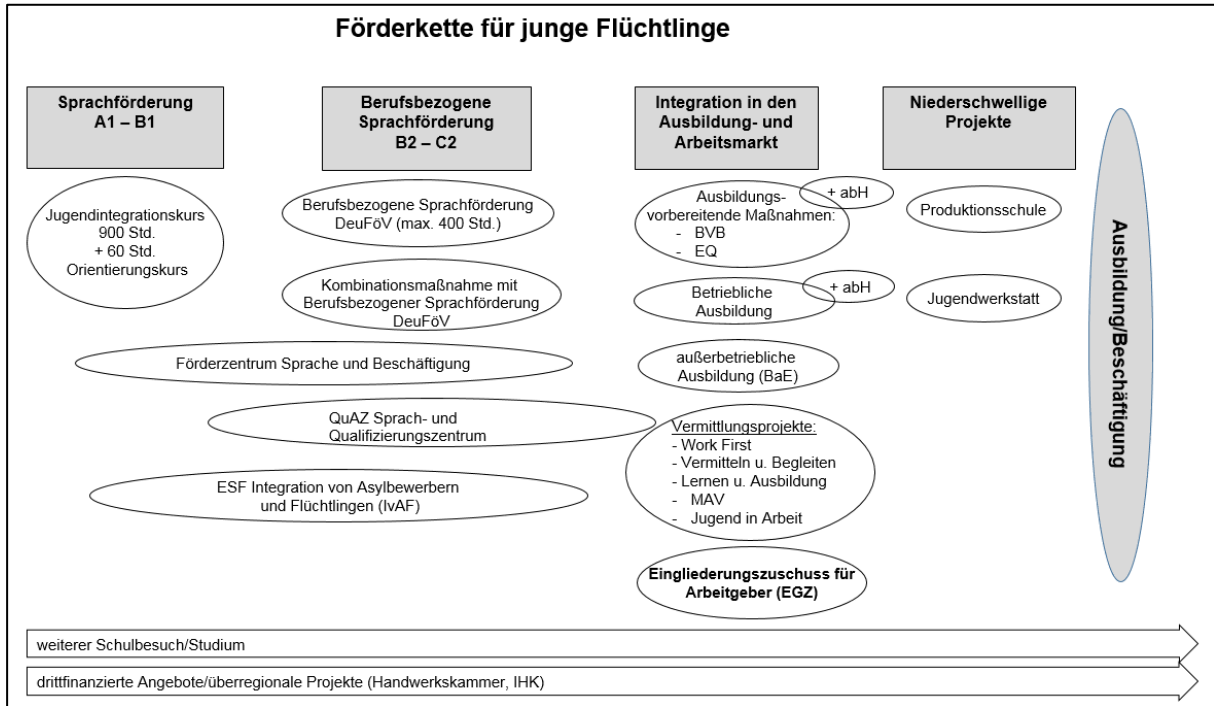 Förderkette für junge Flüchtlinge
Sprachförderung
A1 – B1
Berufsbezogene
Sprachförderung
B2 – C2
Integration in den
Ausbildung- und
Arbeitsmarkt
Niederschwellige
Projekte
Jugendintegrationskurs
900 Std.
+ 60 Std.
Orientierungskurs
Berufsbezogene Sprachförderung
DeuFöV (max. 400 Std.)
Kombinationsmaßnahme mit
Berufsbezogener Sprachförderung
DeuFöV
Förderzentrum Sprache und Beschäftigung
QuAZ Sprach- und
Qualifizierungszentrum
ESF Integration von Asylbewerbern
und Flüchtlingen (IvAF)
Ausbildungs-
vorbereitende Maßnahmen:
- BVB
- EQ
+ abH
Betriebliche
Ausbildung
+ abH
außerbetriebliche
Ausbildung (BaE)
Vermittlungsprojekte:
- Work First
- Vermitteln u. Begleiten
- Lernen u. Ausbildung
- MAV
- Jugend in Arbeit
Eingliederungszuschuss für
Arbeitgeber (EGZ)
Produktionsschule
Jugendwerkstatt
Ausbildung/Beschäftigung
weiterer Schulbesuch/Studium
drittfinanzierte Angebote/überregionale Projekte (Handwerkskammer, IHK)